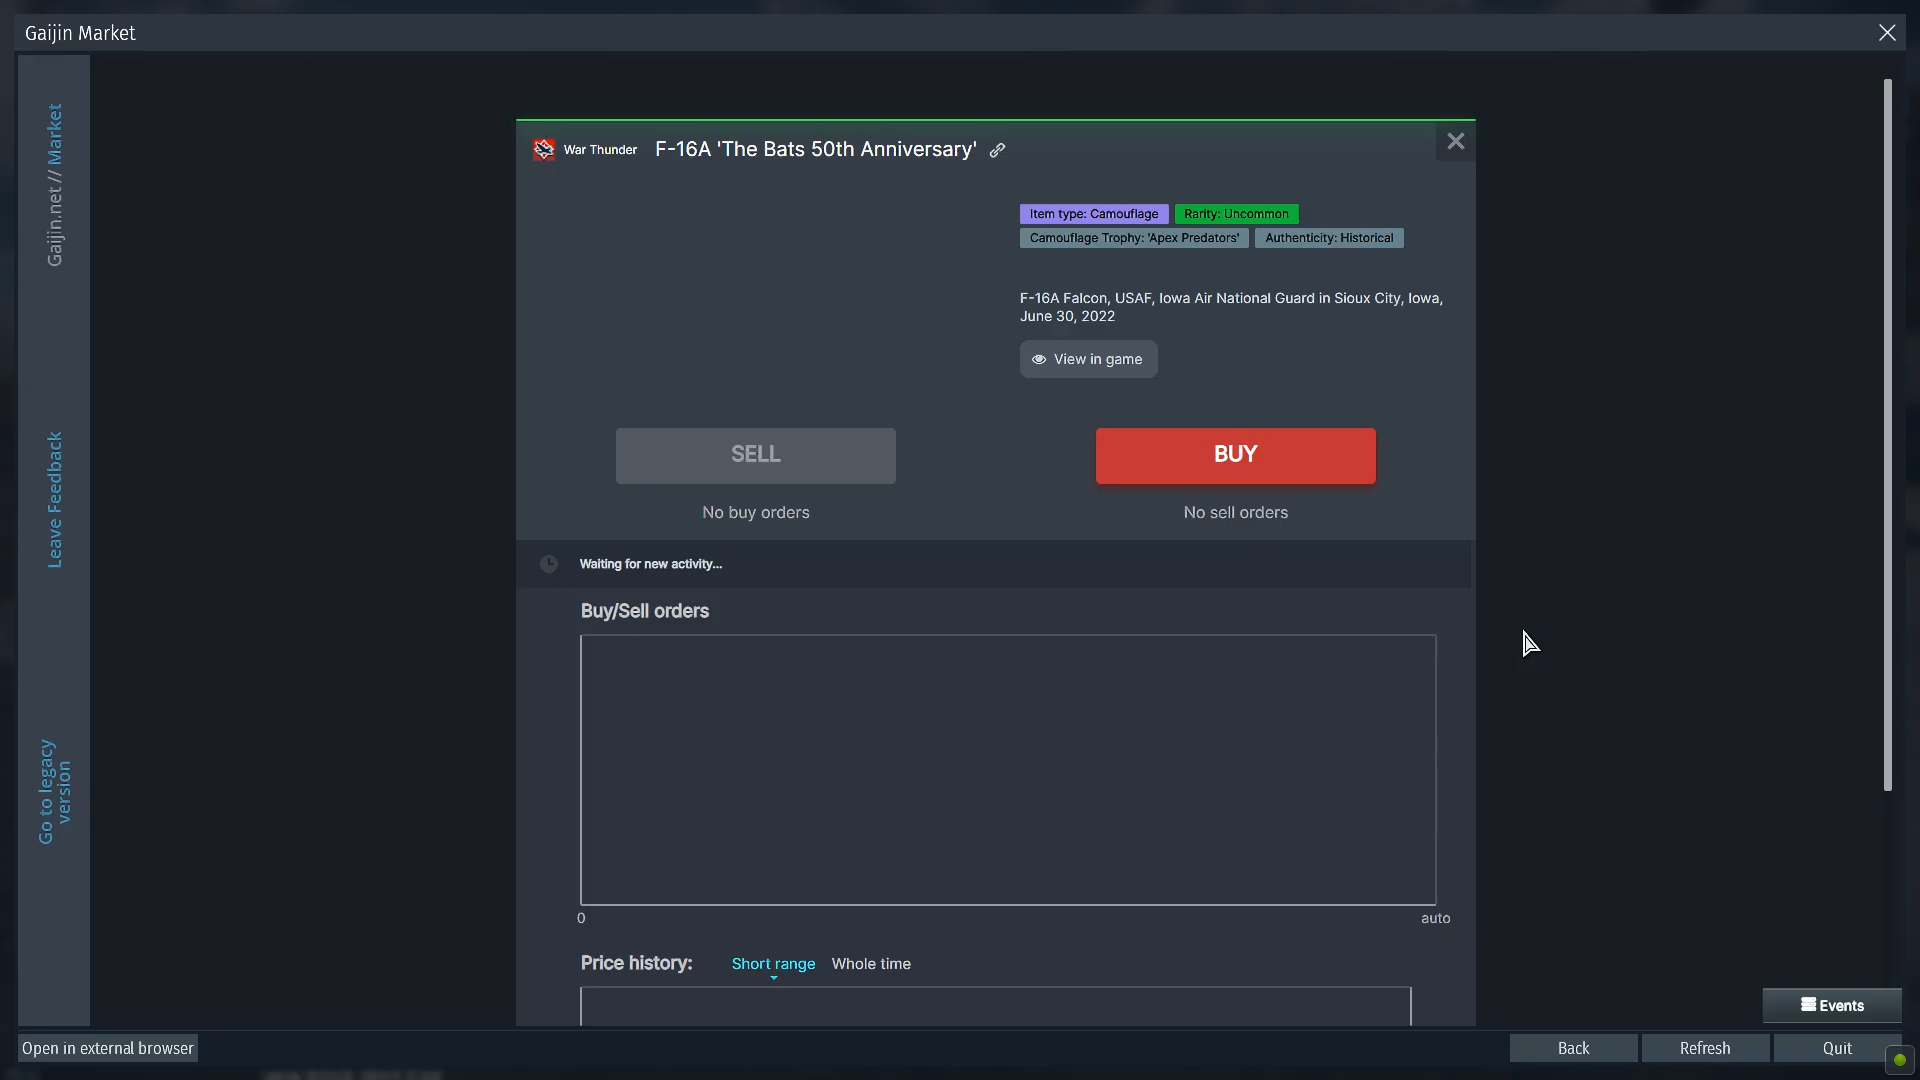 Gaijin Market
Gaijin.net // Market
Leave Feedback
Go to legacy
version
War Thunder
F-16A 'The Bats 50th Anniversary'
Item type: Camouflage
Rarity: Uncommon
Camouflage Trophy: 'Apex Predators'
Authenticity: Historical
F-16A Falcon, USAF, Iowa Air National Guard in Sioux City, Iowa,
June 30, 2022
View in game
SELL
BUY
No buy orders
No sell orders
Waiting for new activity...
Buy/Sell orders
0
auto
Price history:
Short range
Whole time
Events
Open in external browser
Back
Refresh
Quit